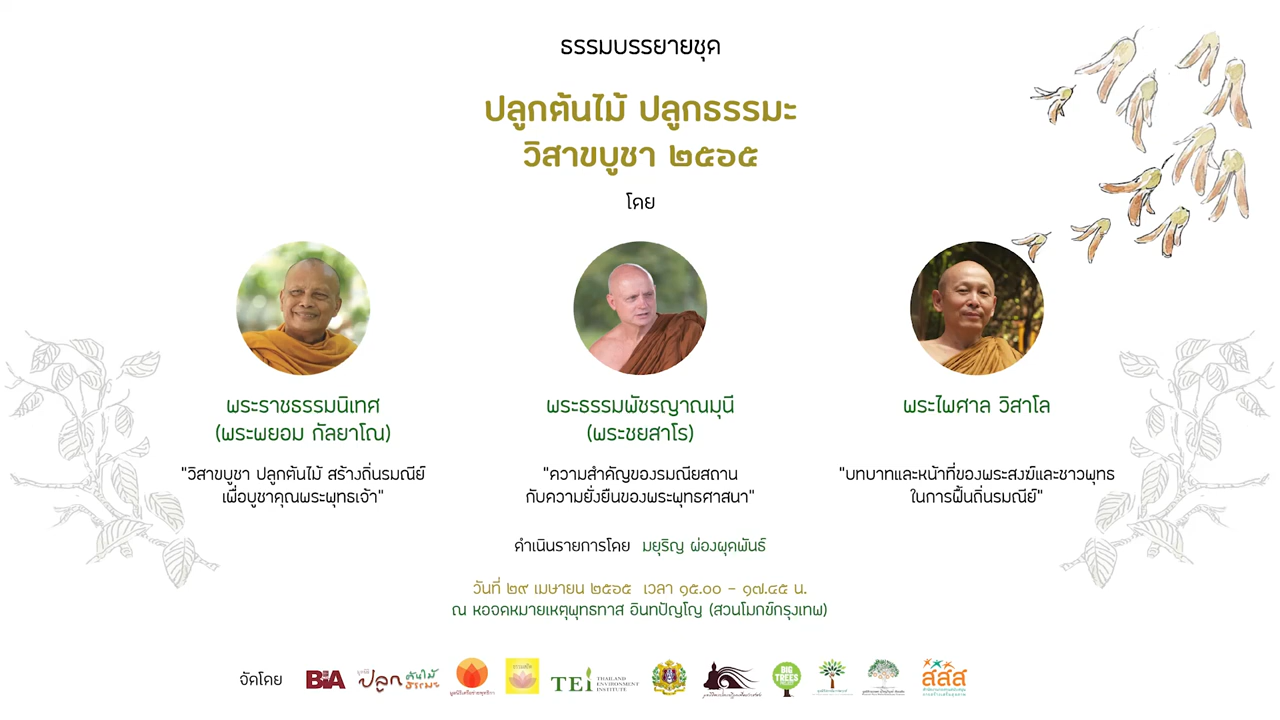 ธรรมบรรยายชุด
ปลูกต้นไม้ ปลูกธรรมะ
วิสาขบูชา ๒๕๖๕
โดย
พระราชธรรมนิเทศ
(พระพยอม กัลยาโณ)
"วิสาขบูชา ปลูกต้นไม้ สร้างถิ่นรมณีย์
เพื่อบูชาคุณพระพุทธเจ้า"
พระธรรมพัชรญาณมุนี
(พระชยสาโร)
"ความสำคัญของรมณียสถาน
กับความยั่งยืนของพระพุทธศาสนา"
พระไพศาล วิสาโล
"บทบาทและหน้าที่ของพระสงฆ์และชาวพุทธ
ในการฟื้นถิ่นรมณีย์"
ดำเนินรายการโดย มยุริญ ผ่องผุดพันธ์
วันที่ ๒๙ เมษายน ๒๕๖๕ เวลา ๑๕.๐๐ - ๑๗.๔๕ น.
ณ หอจดหมายเหตุพุทธทาส อินทปัญโญ (สวนโมกข์กรุงเทพ)
จัดโดย
BIA
มูลนิธิ ปลูกต้นไม้ ธรรมะ
TEI THAILAND ENVIRONMENT INSTITUTE
BIG TREES
สสส